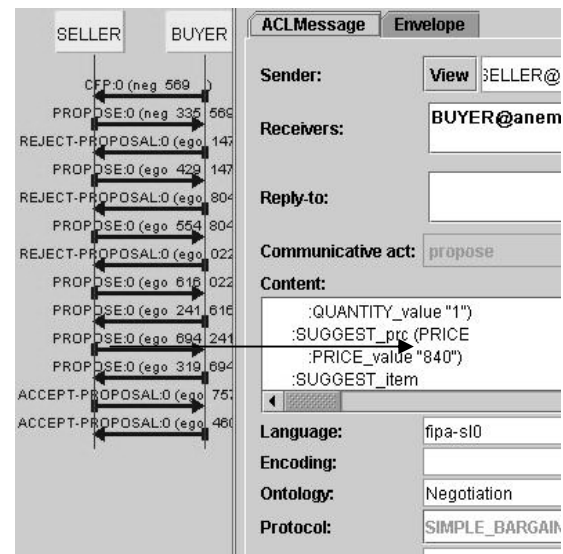 SELLER
BUYER
CFP:0 (neg 569 )
PROPOSE:0 (neg 335 569
REJECT-PROPOSAL:0 (ego 147
PROPOSE:0 (ego 429 147
REJECT-PROPOSAL:0 (ego 804
PROPOSE:0 (ego 554 804
REJECT-PROPOSAL:0 (ego 022
PROPOSE:0 (ego 616 022
PROPOSE:0 (ego 241 616
PROPOSE:0 (ego 694 241
PROPOSE:0 (ego 319 694
ACCEPT-PROPOSAL:0 (ego 757
ACCEPT-PROPOSAL:0 (ego 460
ACLMessage
Envelope
Sender:
View
SELLER@
Receivers:
BUYER@anem
Reply-to:
Communicative act:
propose
Content:
:QUANTITY_value "1")
:SUGGEST_prc (PRICE
:PRICE_value "840")
:SUGGEST_item
Language:
fipa-sl0
Encoding:
Ontology:
Negotiation
Protocol:
SIMPLE_BARGAIN